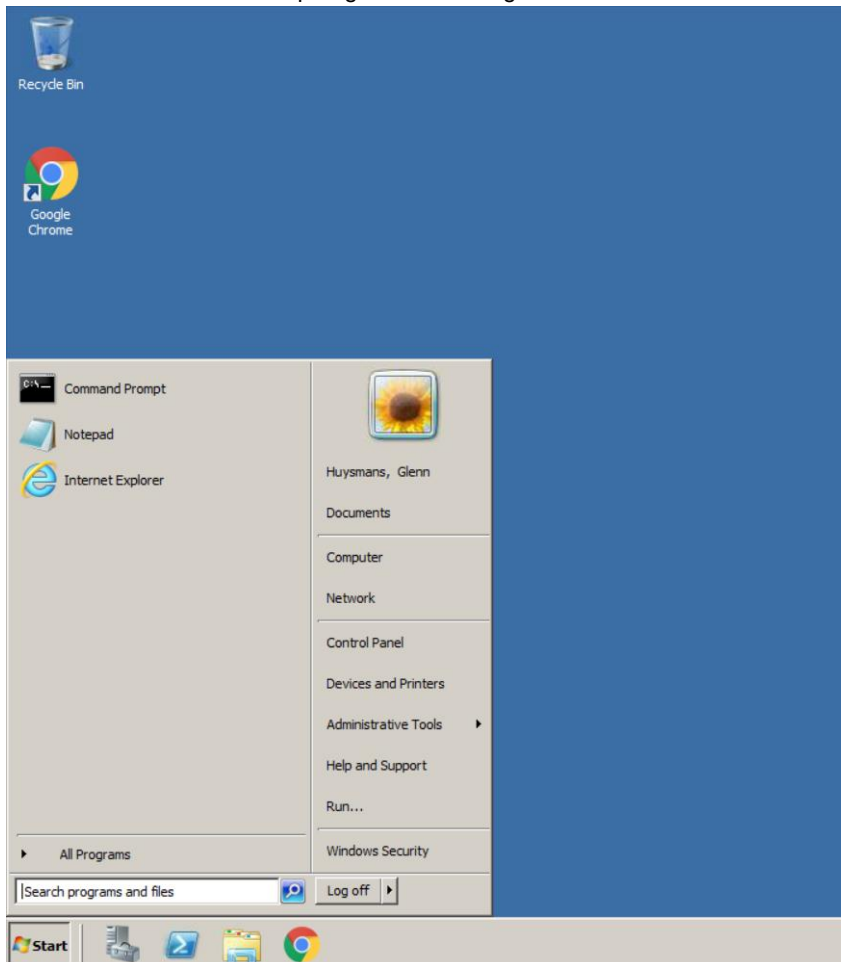 Recycle Bin
Google
Chrome
C:\
Command Prompt
Notepad
Internet Explorer
All Programs
Search programs and files
Huysmans, Glenn
Documents
Computer
Network
Control Panel
Devices and Printers
Administrative Tools
Help and Support
Run...
Windows Security
Log off
Start